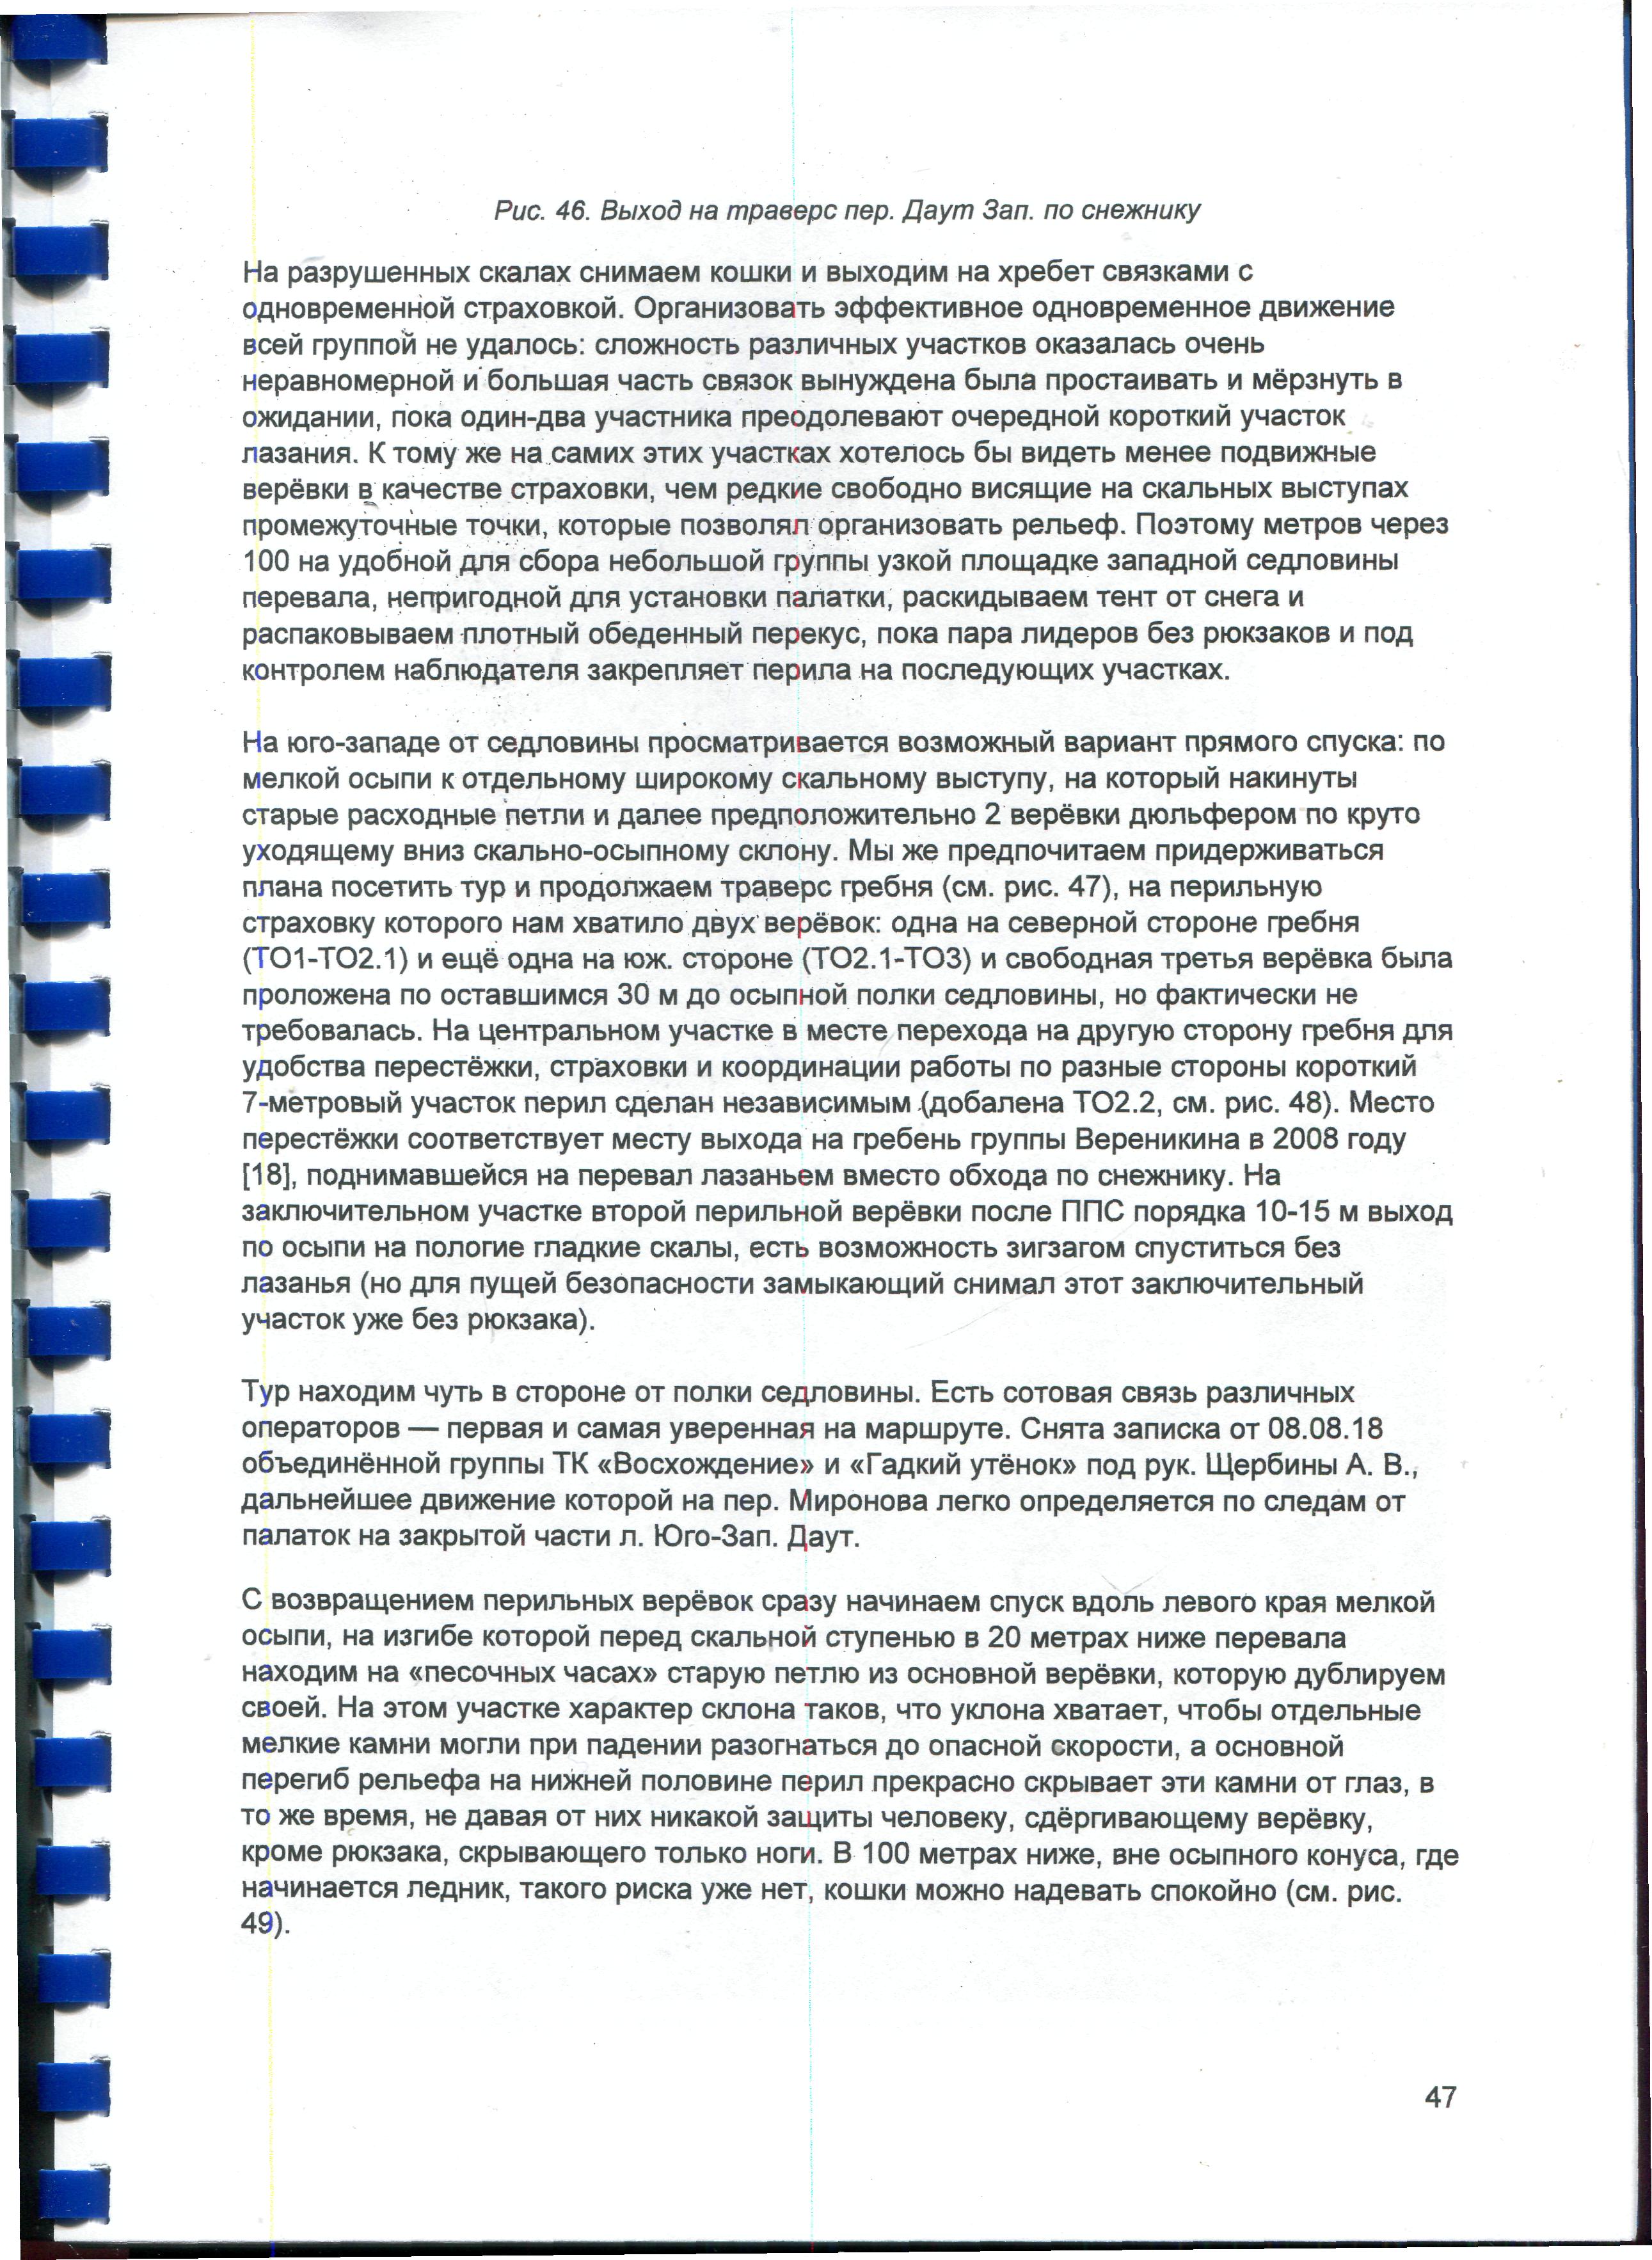 Рис. 46. Выход на траверс пер. Даут Зап. по снежнику
На разрушенных скалах снимаем кошки и выходим на хребет связками с
одновременной страховкой. Организовать эффективное одновременное движение
всей группой не удалось: сложность различных участков оказалась очень
неравномерной и большая часть связок вынуждена была простаивать и мёрзнуть в
ожидании, пока один-два участника преодолевают очередной короткий участок
лазания. К тому же на самих этих участках хотелось бы видеть менее подвижные
верёвки в качестве страховки, чем редкие свободно висящие на скальных выступах
промежуточные точки, которые позволял организовать рельеф. Поэтому метров через
100 на удобной для сбора небольшой группы узкой площадке западной седловины
перевала, непригодной для установки палатки, раскидываем тент от снега и
распаковываем плотный обеденный перекус, пока пара лидеров без рюкзаков и под
контролем наблюдателя закрепляет перила на последующих участках.
На юго-западе от седловины просматривается возможный вариант прямого спуска: по
мелкой осыпи к отдельному широкому скальному выступу, на который накинуты
старые расходные петли и далее предположительно 2 верёвки дюльфером по круто
уходящему вниз скально-осыпному склону. Мы же предпочитаем придерживаться
плана посетить тур и продолжаем траверс гребня (см. рис. 47), на перильную
страховку которого нам хватило двух верёвок: одна на северной стороне гребня
(ТО1-ТО2.1) и ещё одна на юж. стороне (ТО2.1-ТО3) и свободная третья верёвка была
проложена по оставшимся 30 м до осыпной полки седловины, но фактически не
требовалась. На центральном участке в месте перехода на другую сторону гребня для
удобства перестёжки, страховки и координации работы по разные стороны короткий
7-метровый участок перил сделан независимым (добалена ТО2.2, см. рис. 48). Место
перестёжки соответствует месту выхода на гребень группы Вереникина в 2008 году
[18], поднимавшейся на перевал лазаньем вместо обхода по снежнику. На
заключительном участке второй перильной верёвки после ППС порядка 10-15 м выход
по осыпи на пологие гладкие скалы, есть возможность зигзагом спуститься без
лазанья (но для пущей безопасности замыкающий снимал этот заключительный
участок уже без рюкзака).
Тур находим чуть в стороне от полки седловины. Есть сотовая связь различных
операторов — первая и самая уверенная на маршруте. Снята записка от 08.08.18
объединённой группы ТК «Восхождение» и «Гадкий утёнок» под рук. Щербины А. В.,
дальнейшее движение которой на пер. Миронова легко определяется по следам от
палаток на закрытой части л. Юго-Зап. Даут.
С возвращением перильных верёвок сразу начинаем спуск вдоль левого края мелкой
осыпи, на изгибе которой перед скальной ступенью в 20 метрах ниже перевала
находим на «песочных часах» старую петлю из основной верёвки, которую дублируем
своей. На этом участке характер склона таков, что уклона хватает, чтобы отдельные
мелкие камни могли при падении разогнаться до опасной скорости, а основной
перегиб рельефа на нижней половине перил прекрасно скрывает эти камни от глаз, в
то же время, не давая от них никакой защиты человеку, сдёргивающему верёвку,
кроме рюкзака, скрывающего только ноги. В 100 метрах ниже, вне осыпного конуса, где
начинается ледник, такого риска уже нет, кошки можно надевать спокойно (см. рис.
49).
47